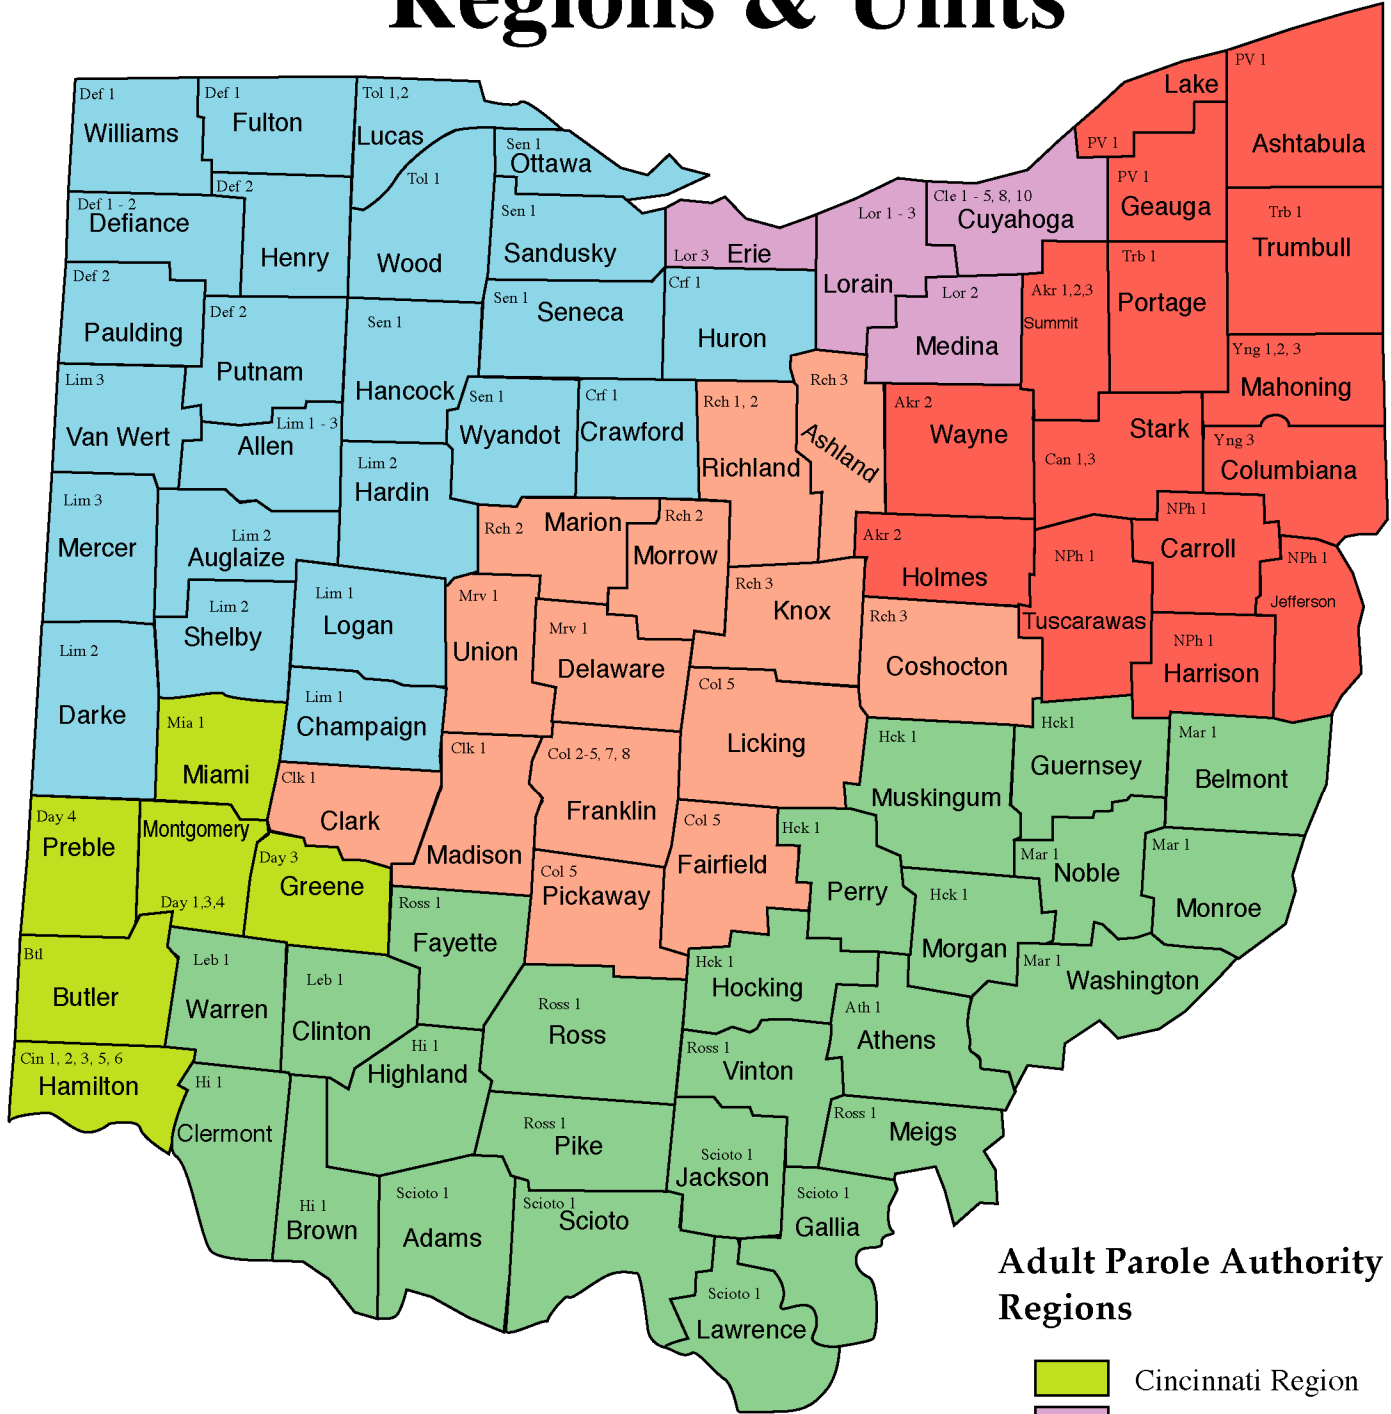 Regions & Units
Def 1
Williams
Def 1
Fulton
Tol 1,2
Lucas
Sen 1
Ottawa
Tol 1
Wood
Def 2
Henry
Def 1 - 2
Defiance
Sen 1
Sandusky
Lor 3 Erie
Lor 1 - 3
Lorain
Cle 1 - 5, 8, 10
Cuyahoga
Lake
PV 1
PV 1
Ashtabula
PV 1
Geauga
Trb 1
Trumbull
Def 2
Paulding
Def 2
Putnam
Sen 1
Hancock
Sen 1
Seneca
Crf 1
Huron
Lor 2
Medina
Akr 1,2,3
Summit
Trb 1
Portage
Yng 1,2, 3
Mahoning
Lim 3
Van Wert
Lim 1 - 3
Allen
Sen 1
Wyandot
Crf 1
Crawford
Rch 1, 2
Richland
Rch 3
Ashland
Akr 2
Wayne
Stark
Can 1,3
Yng 3
Columbiana
Lim 3
Mercer
Lim 2
Auglaize
Lim 2
Hardin
Rch 2
Marion
Rch 2
Morrow
Akr 2
Holmes
NPh 1
Tuscarawas
NPh 1
Carroll
NPh 1
Jefferson
Lim 2
Darke
Lim 2
Shelby
Lim 1
Logan
Mrv 1
Union
Mrv 1
Delaware
Rch 3
Knox
Rch 3
Coshocton
NPh 1
Harrison
Mia 1
Miami
Lim 1
Champaign
Clk 1
Clark
Clk 1
Madison
Col 2-5, 7, 8
Franklin
Col 5
Licking
Hck 1
Muskingum
Hck1
Guernsey
Mar 1
Belmont
Day 4
Preble
Montgomery
Day 1,3,4
Day 3
Greene
Col 5
Pickaway
Col 5
Fairfield
Hck 1
Perry
Hck 1
Morgan
Mar 1
Noble
Mar 1
Monroe
Btl
Butler
Leb 1
Warren
Leb 1
Clinton
Ross 1
Fayette
Ross 1
Ross
Hck 1
Hocking
Ath 1
Athens
Mar 1
Washington
Cin 1, 2, 3, 5, 6
Hamilton
Hi 1
Clermont
Hi 1
Brown
Hi 1
Highland
Ross 1
Pike
Ross 1
Vinton
Ross 1
Meigs
Scioto 1
Adams
Scioto 1
Scioto
Scioto 1
Jackson
Scioto 1
Gallia
Scioto 1
Lawrence
Adult Parole Authority
Regions
Cincinnati Region